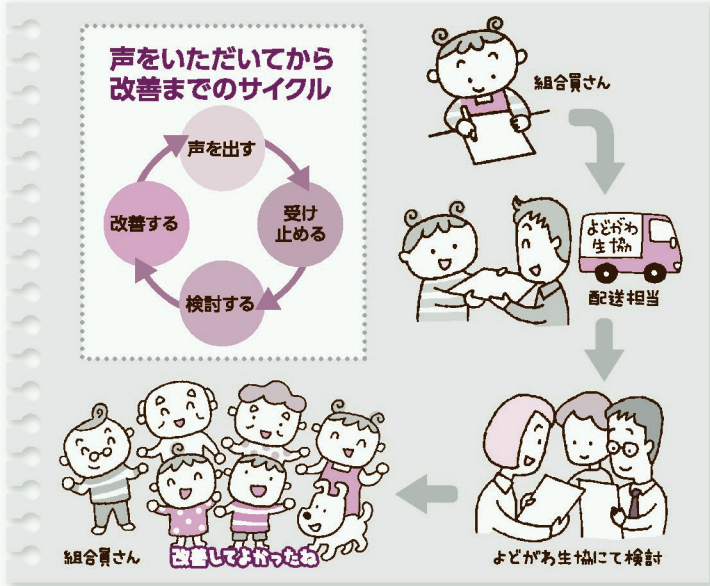 声をいただいてから
改善までのサイクル
声を出す
受け
止める
検討する
改善する
組合員さん
よどがわ
生協
配送担当
よどがわ生協にて検討
組合員さん
改善してよかったね